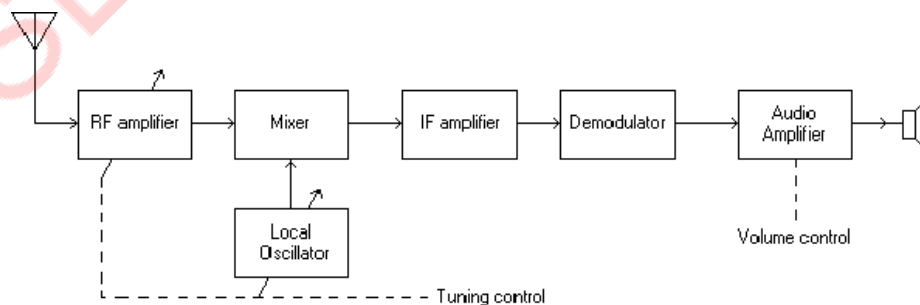 RF amplifier
Mixer
IF amplifier
Demodulator
Audio
Amplifier
Local
Oscillator
Volume control
Tuning control